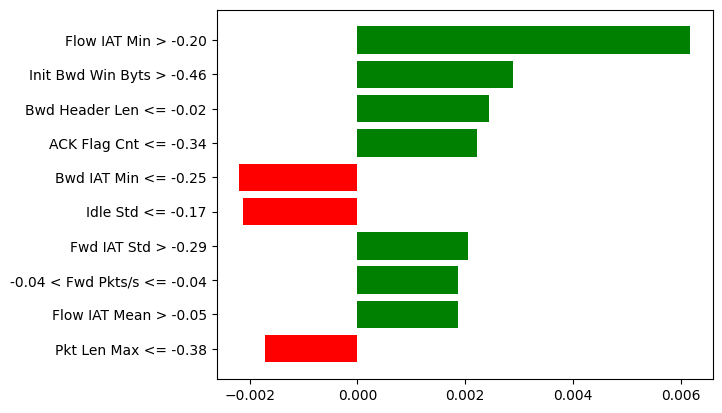 Flow IAT Min > -0.20
Init Bwd Win Byts > -0.46
Bwd Header Len <= -0.02
ACK Flag Cnt <= -0.34
Bwd IAT Min <= -0.25
Idle Std <= -0.17
Fwd IAT Std > -0.29
-0.04 < Fwd Pkts/s <= -0.04
Flow IAT Mean > -0.05
Pkt Len Max <= -0.38
−0.002 0.000 0.002 0.004 0.006